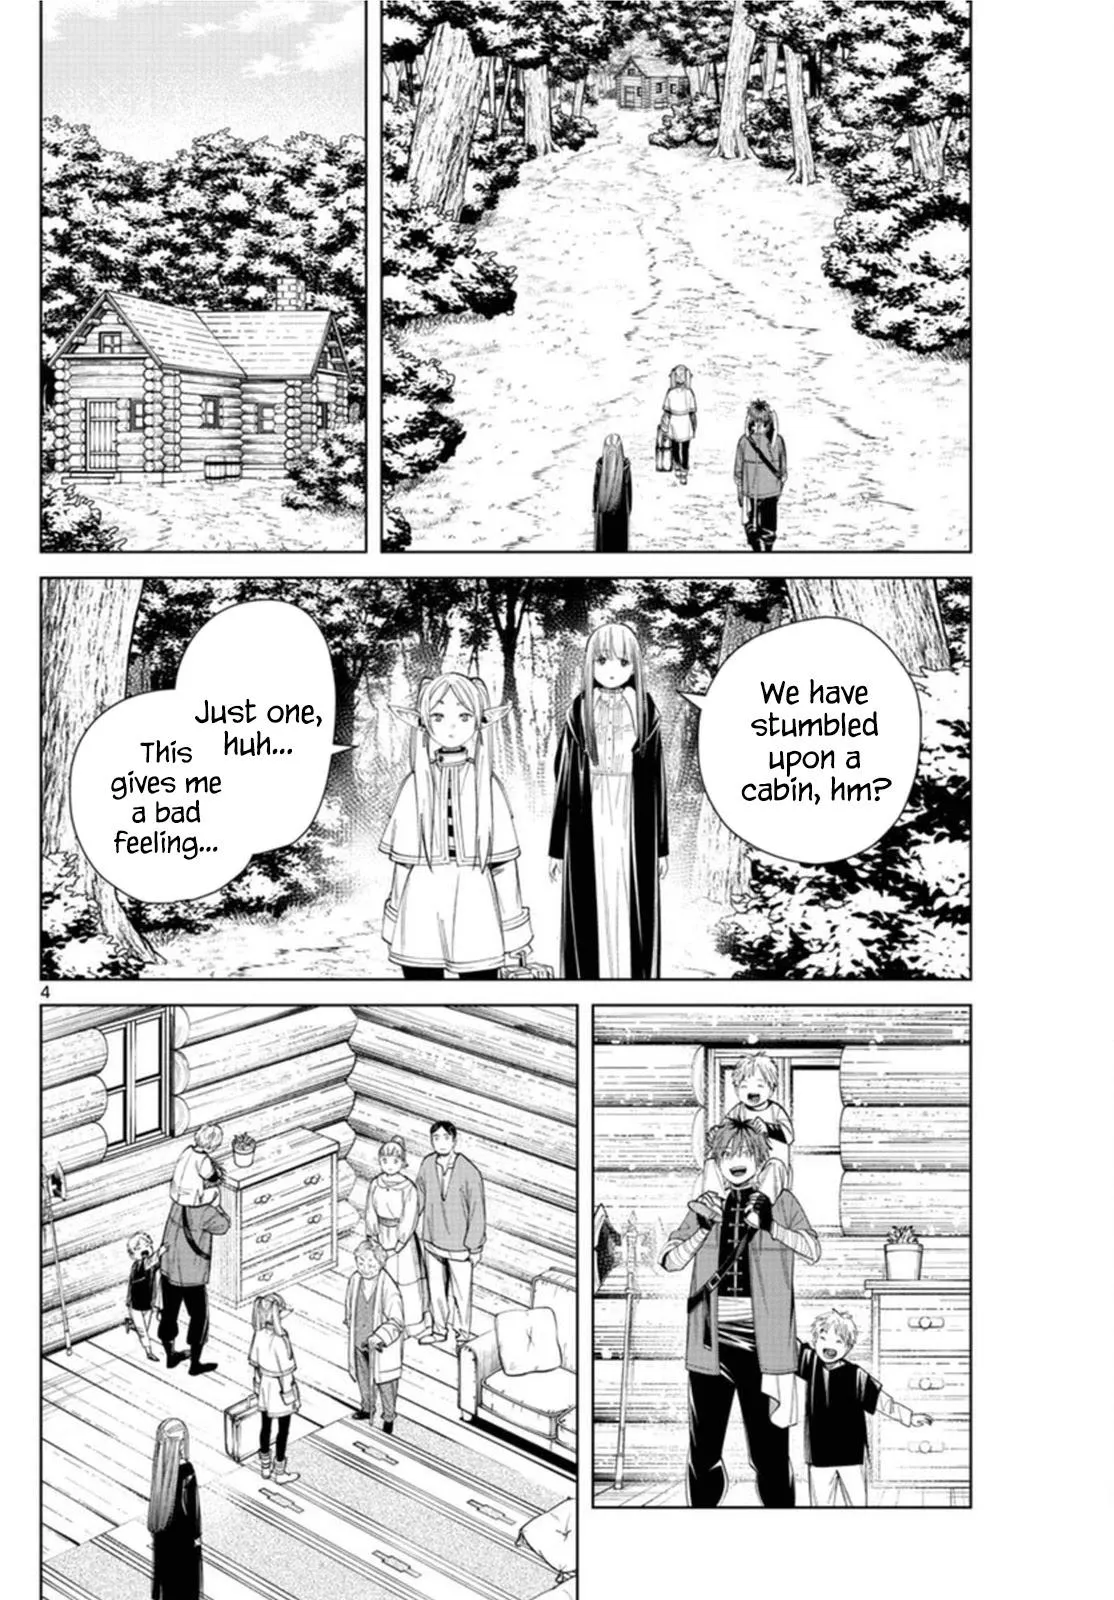 We have
stumbled
upon a
cabin, hm?
Just one,
huh...
This
gives me
a bad
feeling...
4